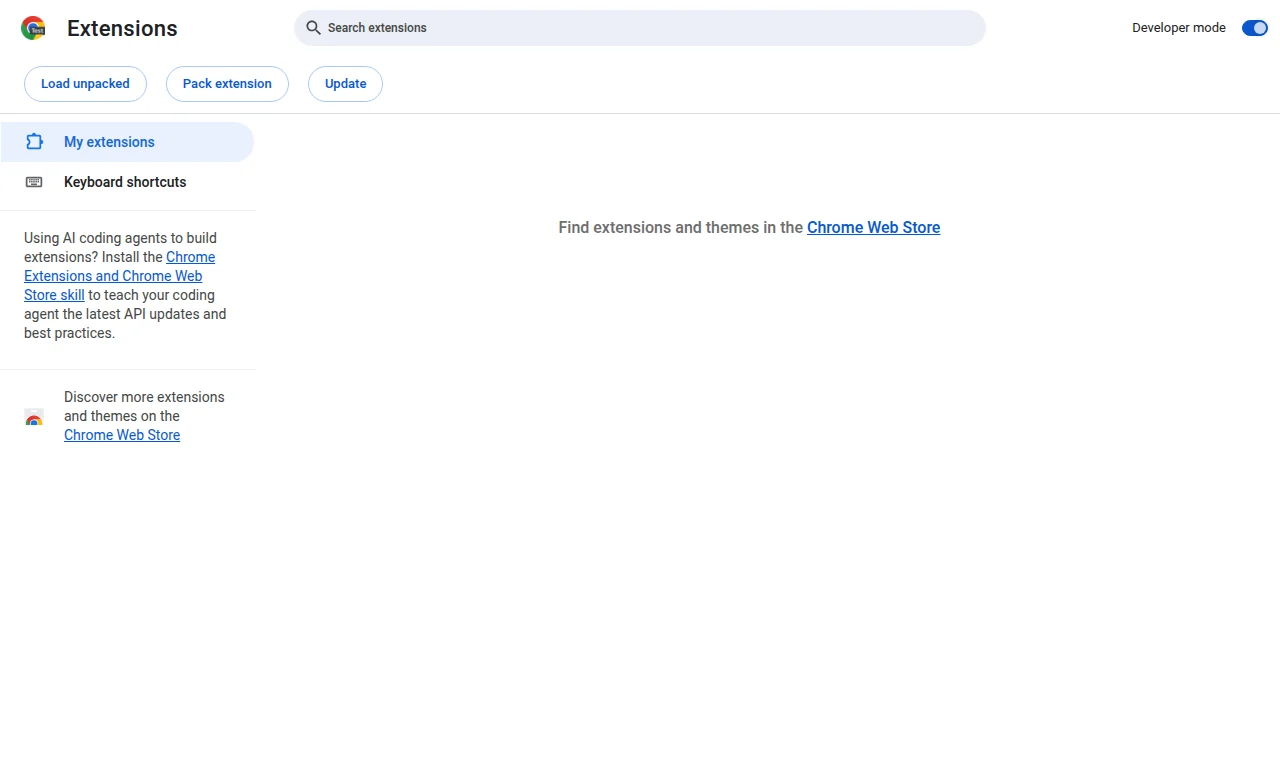 Extensions
Search extensions
Developer mode
Load unpacked
Pack extension
Update
My extensions
Keyboard shortcuts
Using AI coding agents to build
extensions? Install the Chrome
Extensions and Chrome Web
Store skill to teach your coding
agent the latest API updates and
best practices.
Discover more extensions
and themes on the
Chrome Web Store
Find extensions and themes in the Chrome Web Store
Test